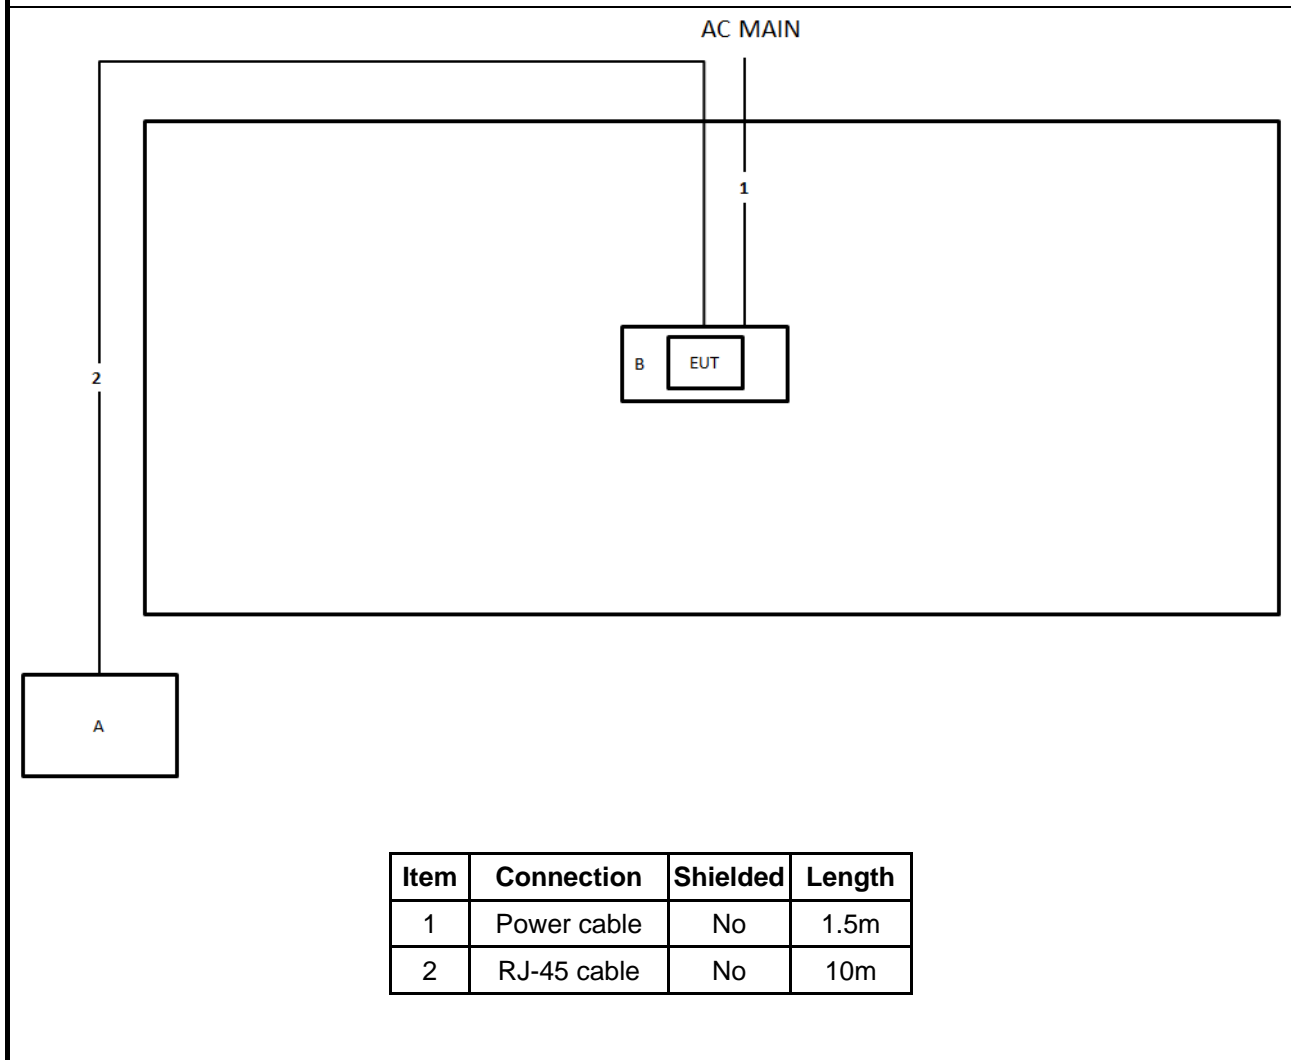 AC MAIN
1
B EUT
2
A
Item Connection Shielded Length
1 Power cable No 1.5m
2 RJ-45 cable No 10m